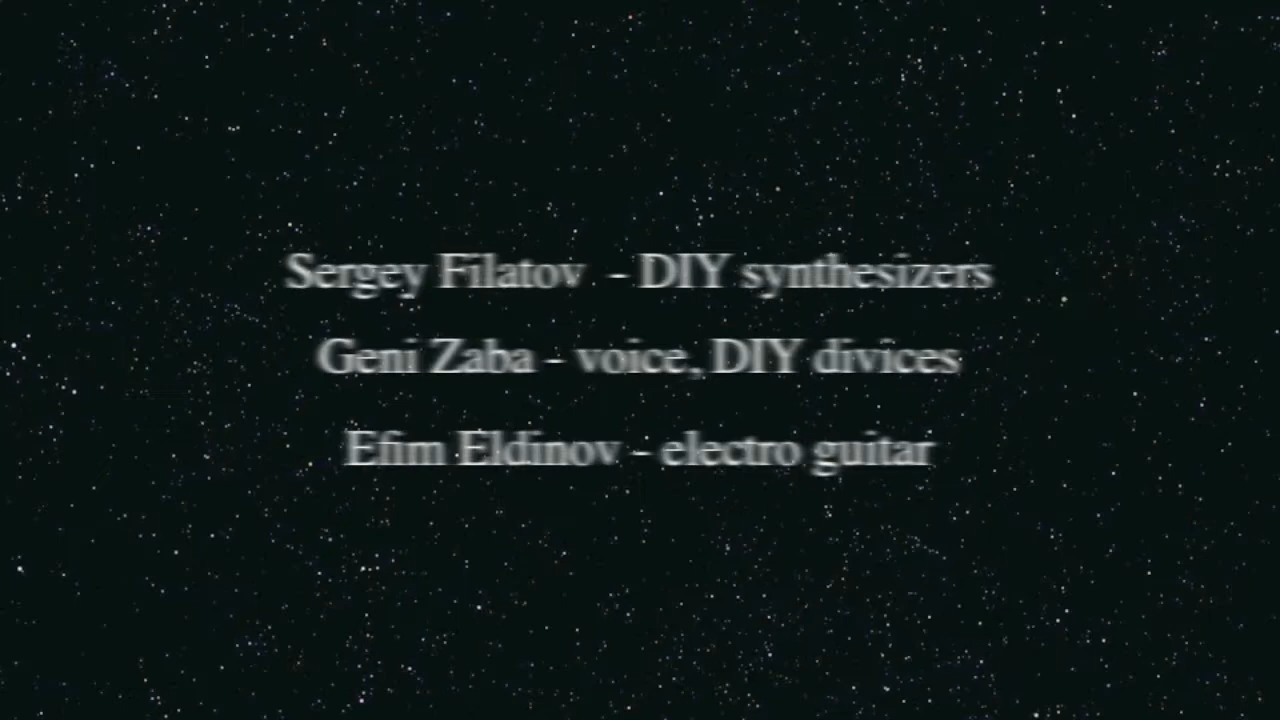 Sergey Filatov - DIY synthesizers
Geni Zaba - voice, DIY divices
Efim Eldinov - electro guitar